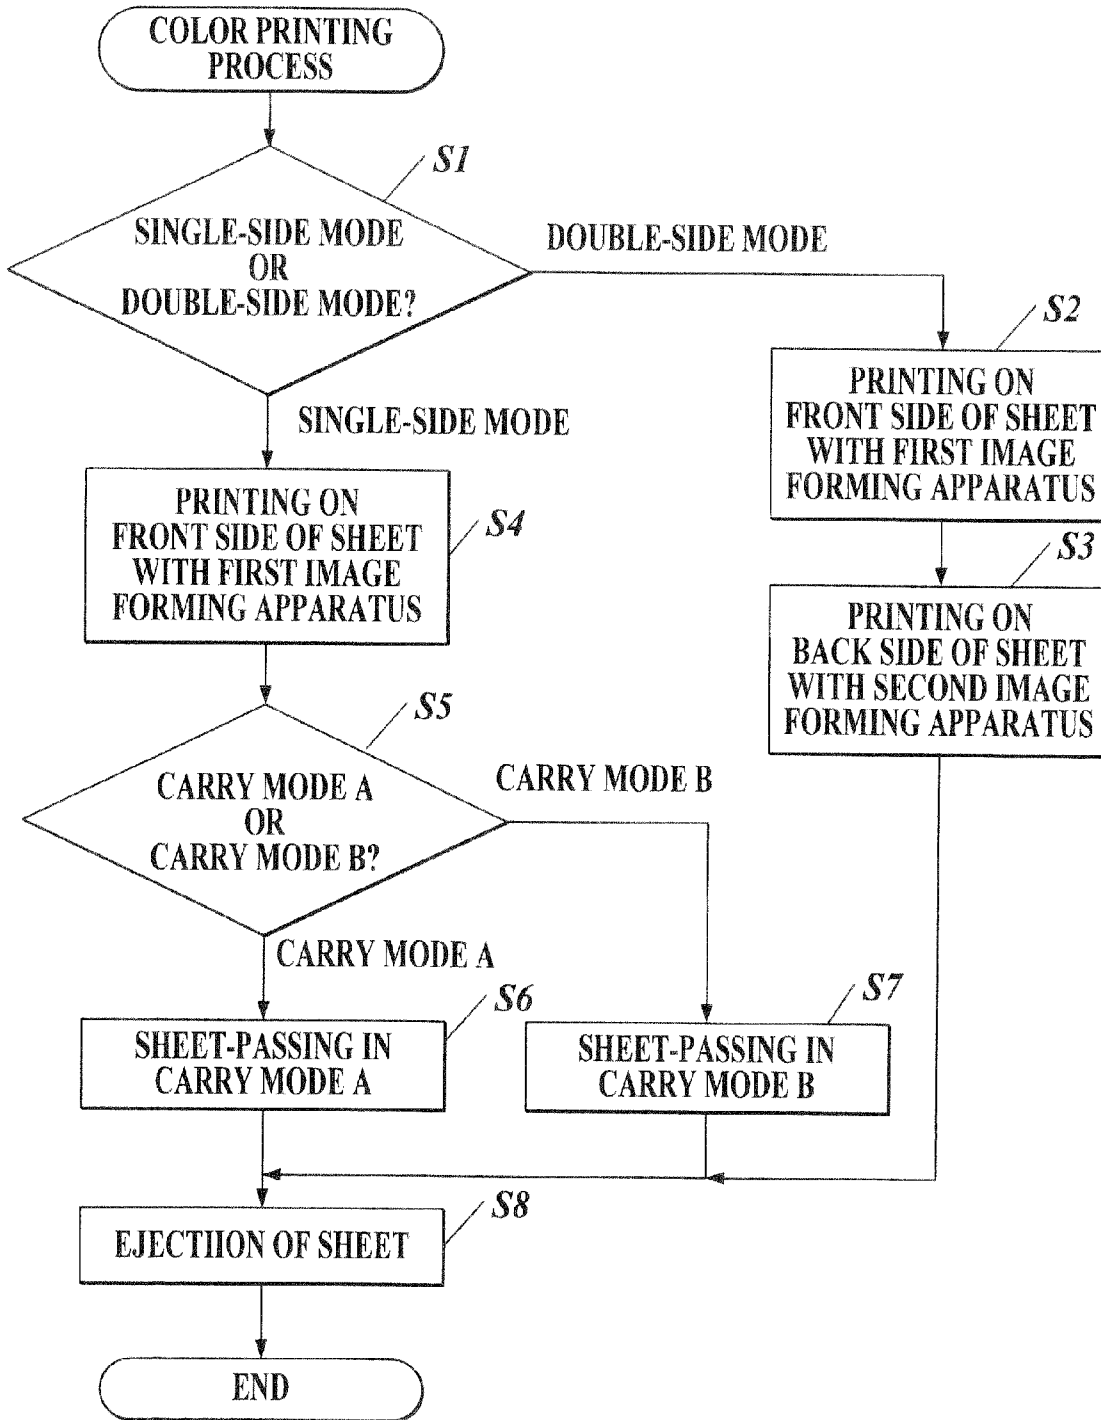 COLOR PRINTING
PROCESS
S1
SINGLE-SIDE MODE
OR
DOUBLE-SIDE MODE?
DOUBLE-SIDE MODE
S2
PRINTING ON
FRONT SIDE OF SHEET
WITH FIRST IMAGE
FORMING APPARATUS
SINGLE-SIDE MODE
S4
PRINTING ON
FRONT SIDE OF SHEET
WITH FIRST IMAGE
FORMING APPARATUS
S3
PRINTING ON
BACK SIDE OF SHEET
WITH SECOND IMAGE
FORMING APPARATUS
S5
CARRY MODE A
OR
CARRY MODE B?
CARRY MODE B
CARRY MODE A
S6
SHEET-PASSING IN
CARRY MODE A
S7
SHEET-PASSING IN
CARRY MODE B
S8
EJECTIION OF SHEET
END